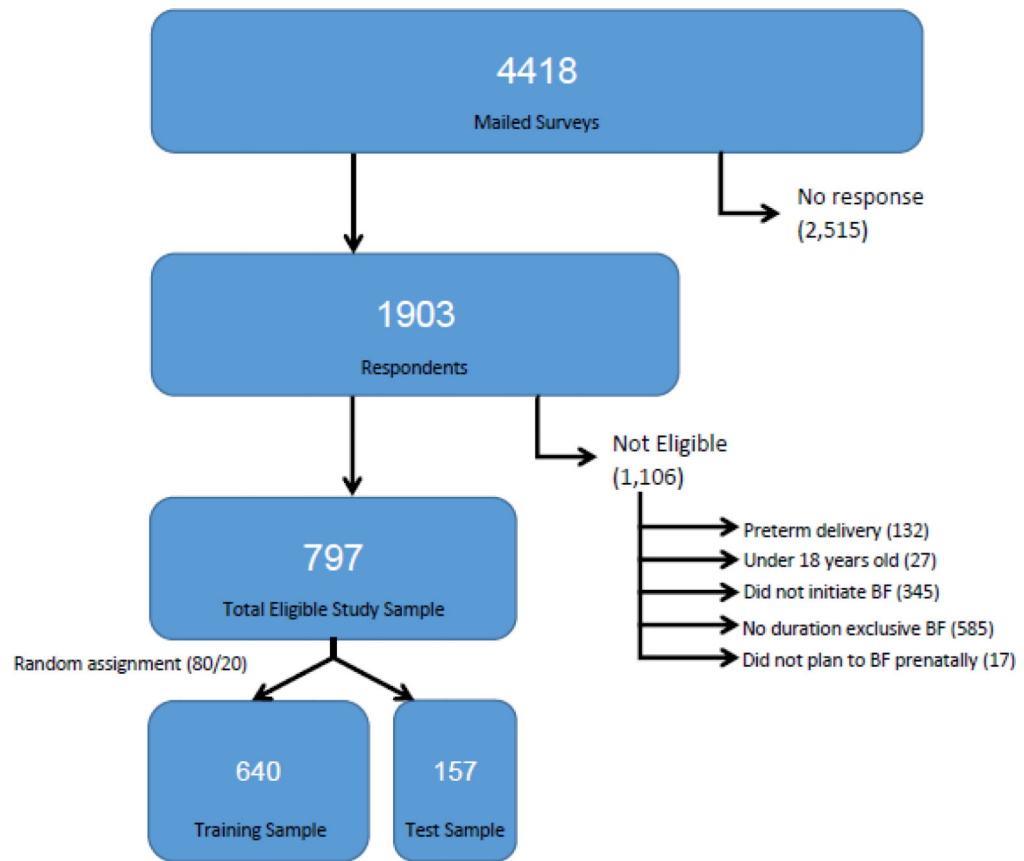 4418
Mailed Surveys
No response
(2,515)
1903
Respondents
Not Eligible
(1,106)
Preterm delivery (132)
Under 18 years old (27)
Did not initiate BF (345)
No duration exclusive BF (585)
Did not plan to BF prenatally (17)
797
Total Eligible Study Sample
Random assignment (80/20)
640
Training Sample
157
Test Sample